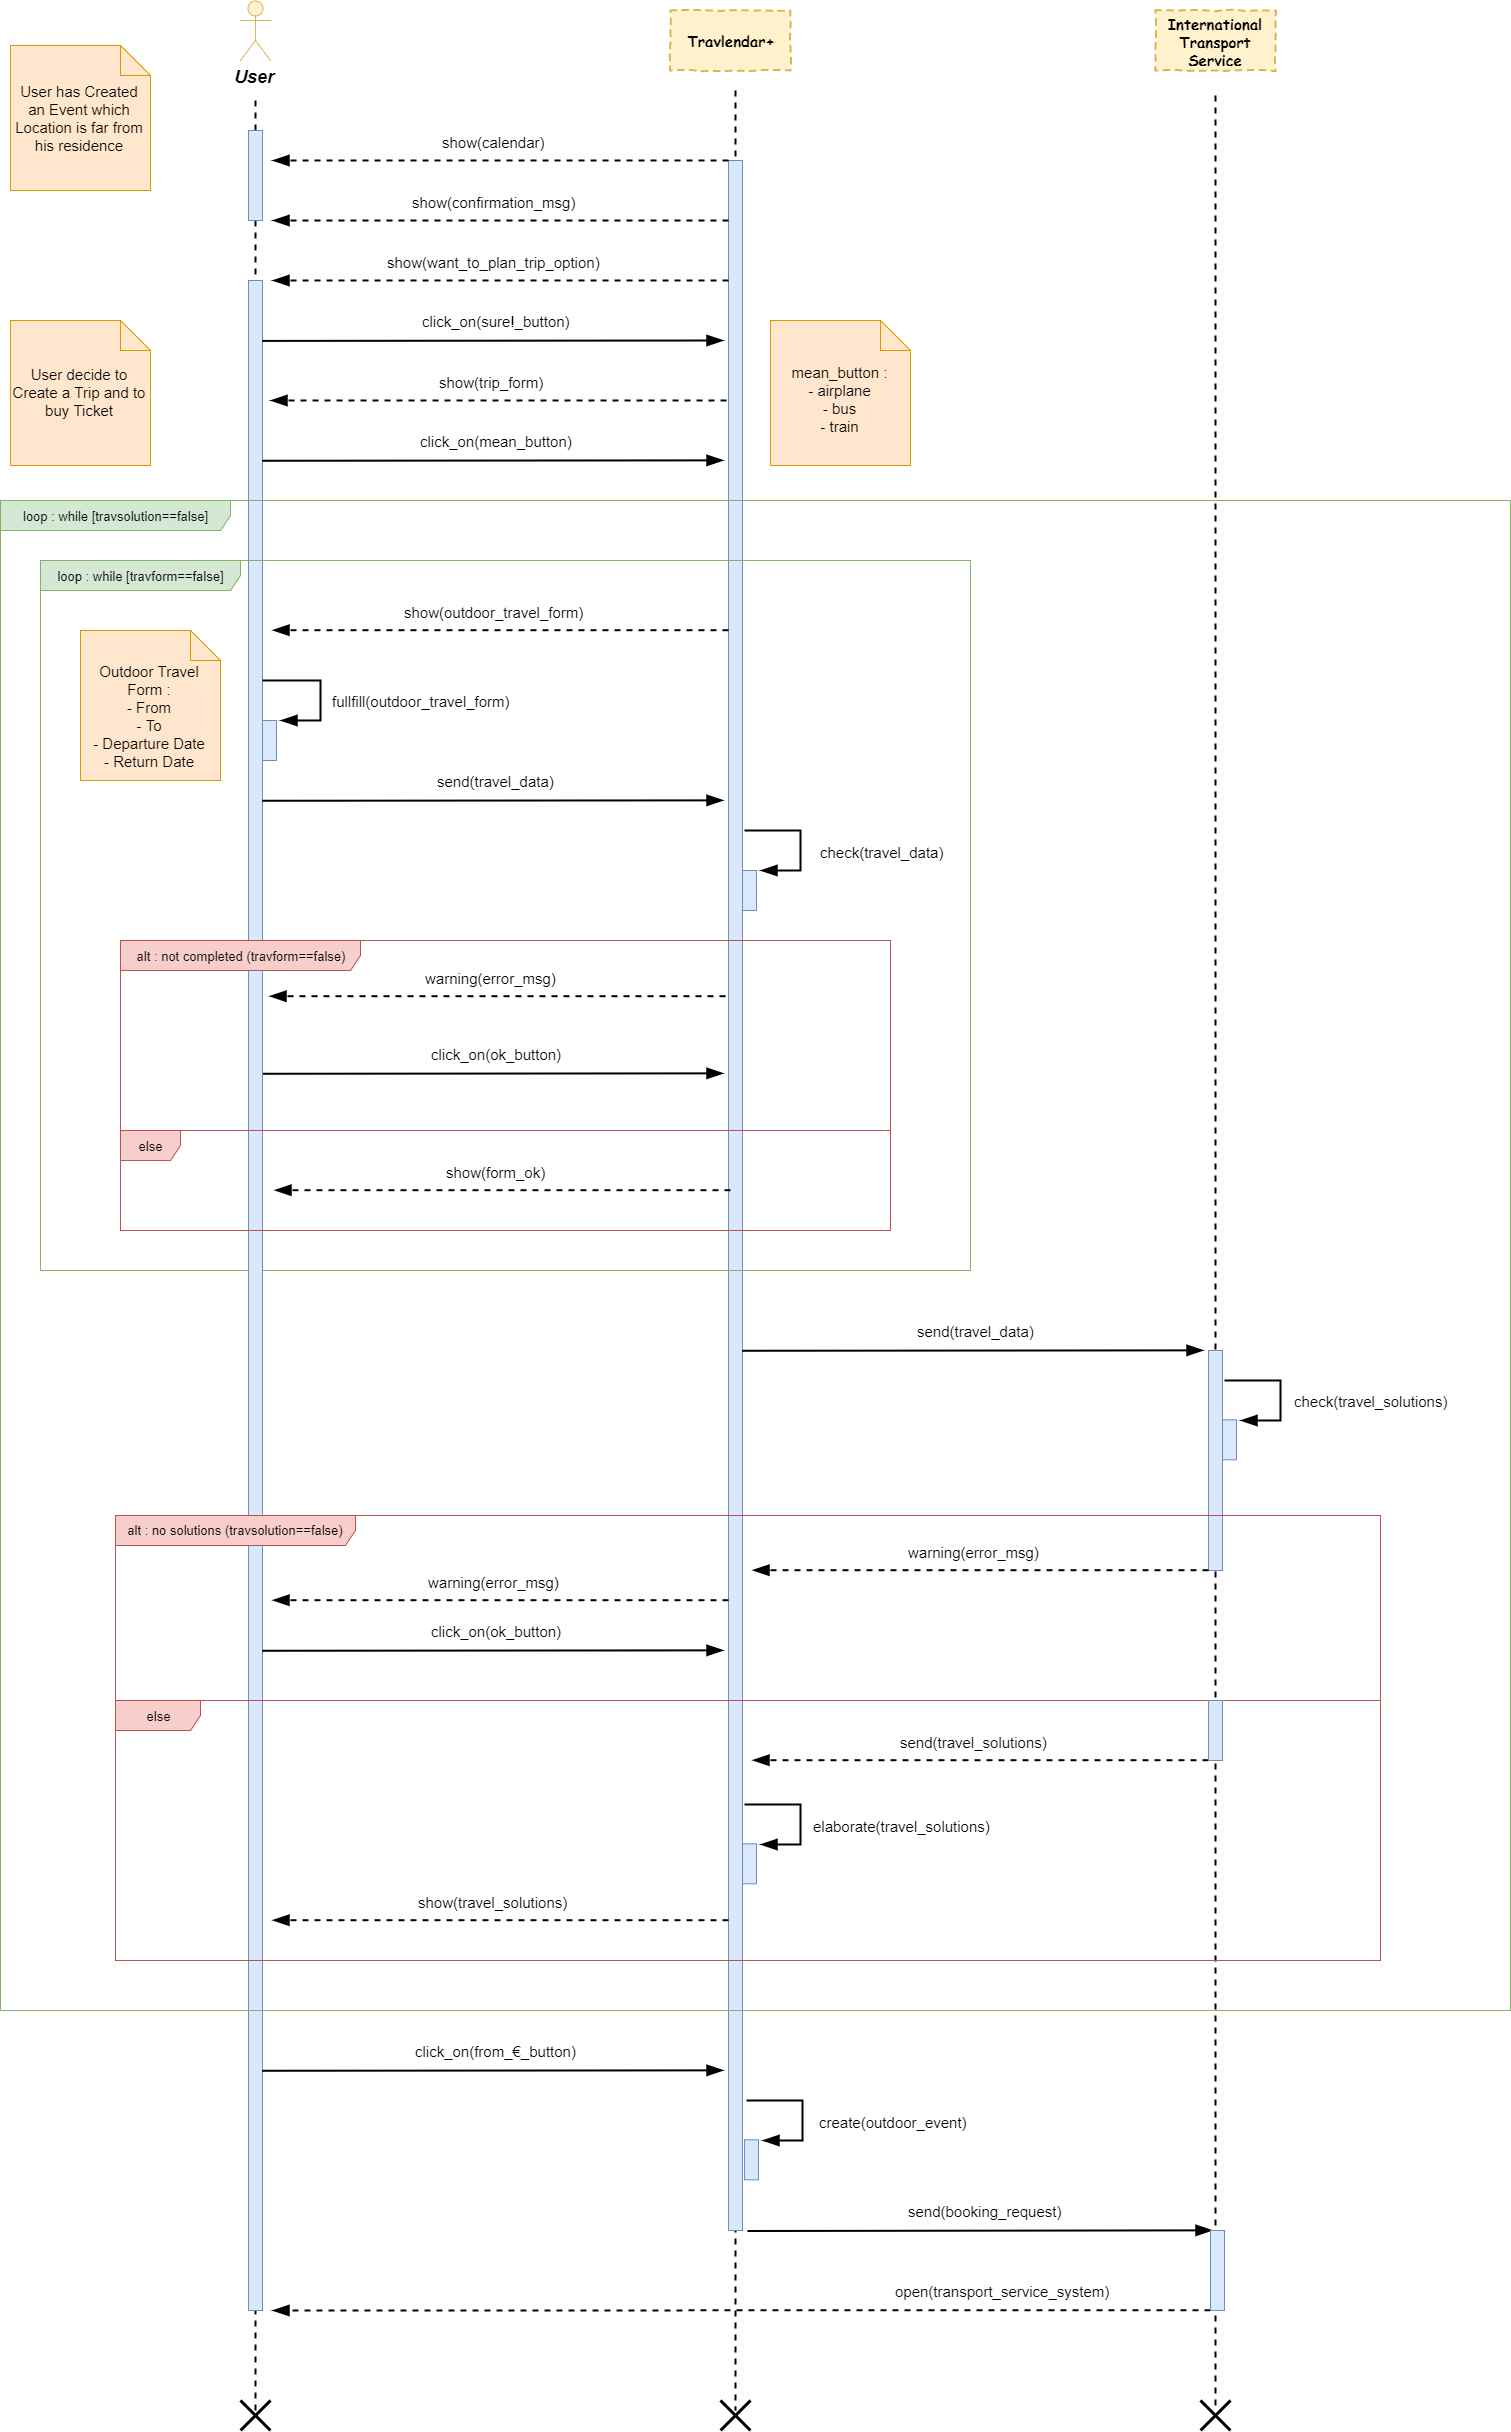 User
Travlendar+
International
Transport
Service
User has Created
an Event which
Location is far from
his residence
show(calendar)
show(confirmation_msg)
show(want_to_plan_trip_option)
click_on(sure!_button)
User decide to
Create a Trip and to
buy Ticket
mean_button :
- airplane
- bus
- train
show(trip_form)
click_on(mean_button)
loop : while [travsolution==false]
loop : while [travform==false]
show(outdoor_travel_form)
Outdoor Travel
Form :
- From
- To
- Departure Date
- Return Date
fullfill(outdoor_travel_form)
send(travel_data)
check(travel_data)
alt : not completed (travform==false)
warning(error_msg)
click_on(ok_button)
else
show(form_ok)
send(travel_data)
check(travel_solutions)
alt : no solutions (travsolution==false)
warning(error_msg)
warning(error_msg)
click_on(ok_button)
else
send(travel_solutions)
elaborate(travel_solutions)
show(travel_solutions)
click_on(from_€_button)
create(outdoor_event)
send(booking_request)
open(transport_service_system)